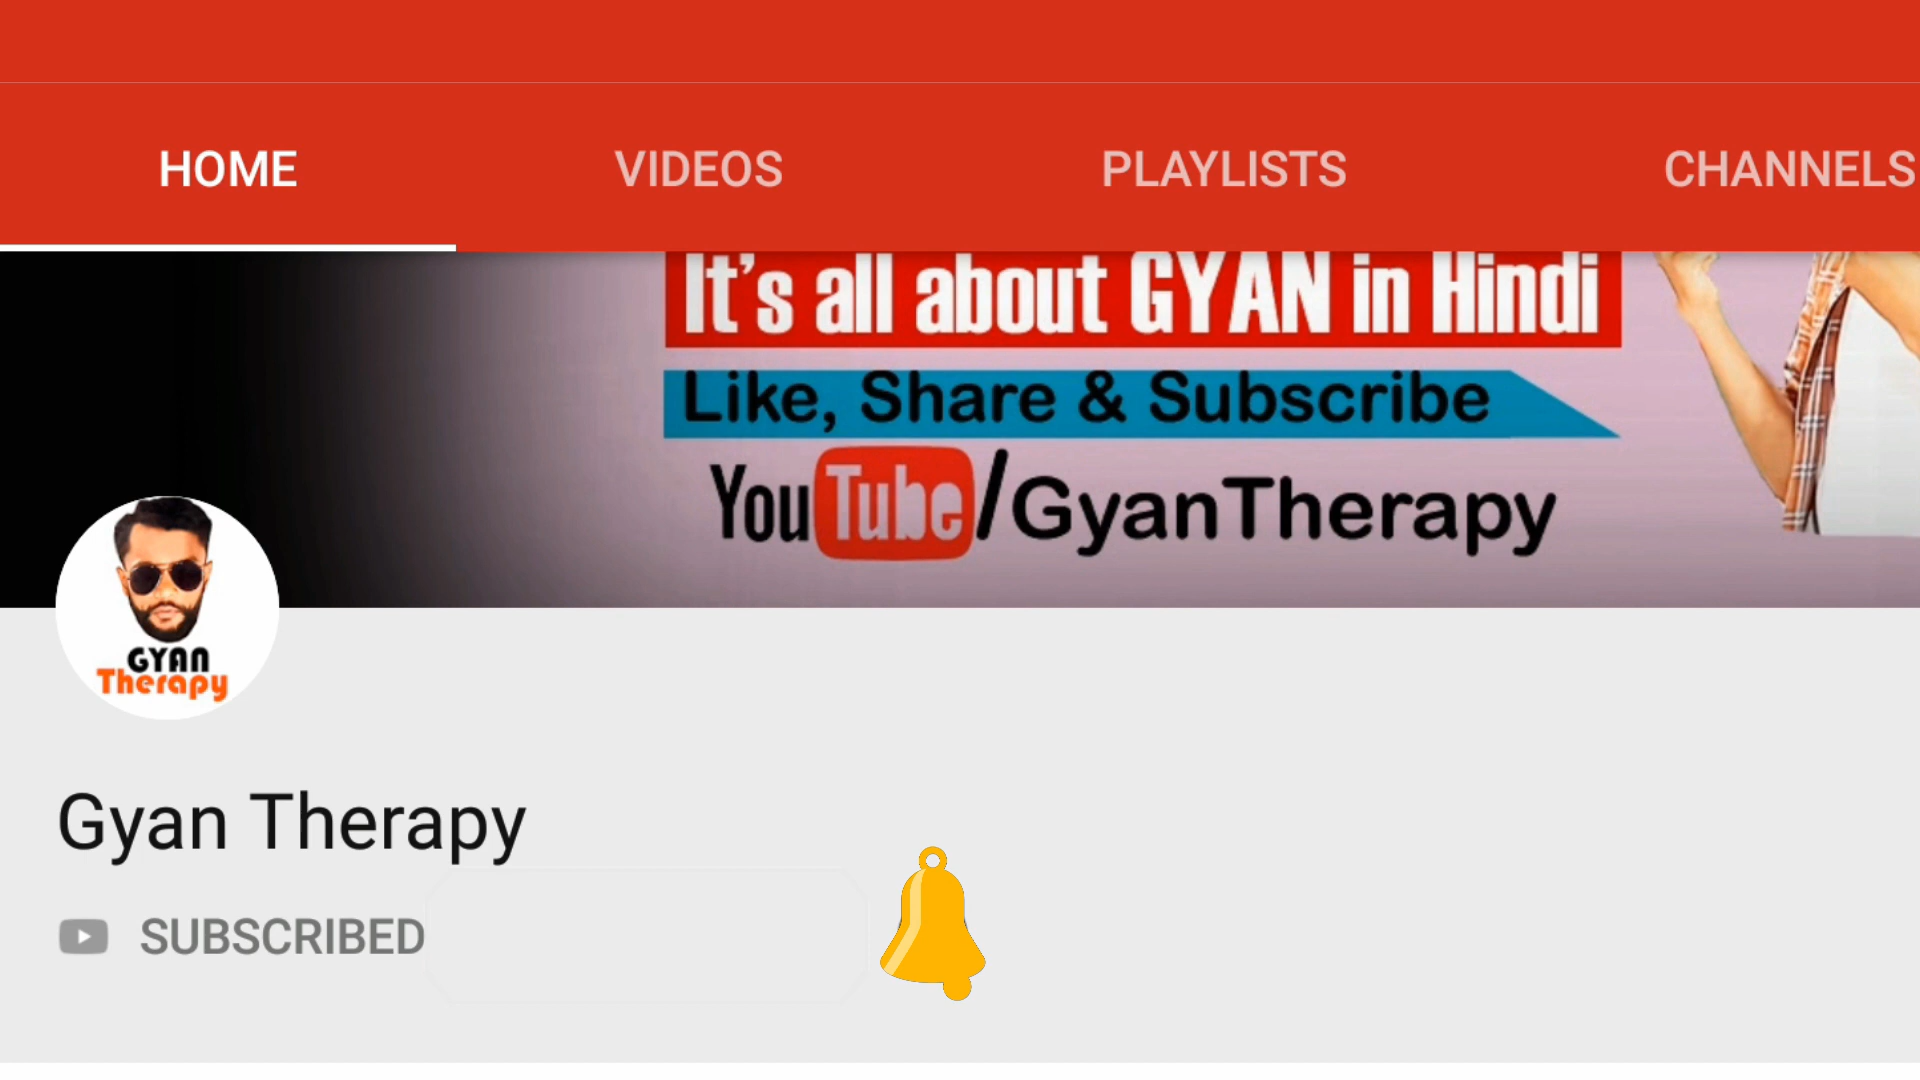 HOME VIDEOS PLAYLISTS CHANNELS
It's all about GYAN in Hindi
Like, Share & Subscribe
YouTube/GyanTherapy
GYAN
Therapy
Gyan Therapy
SUBSCRIBED